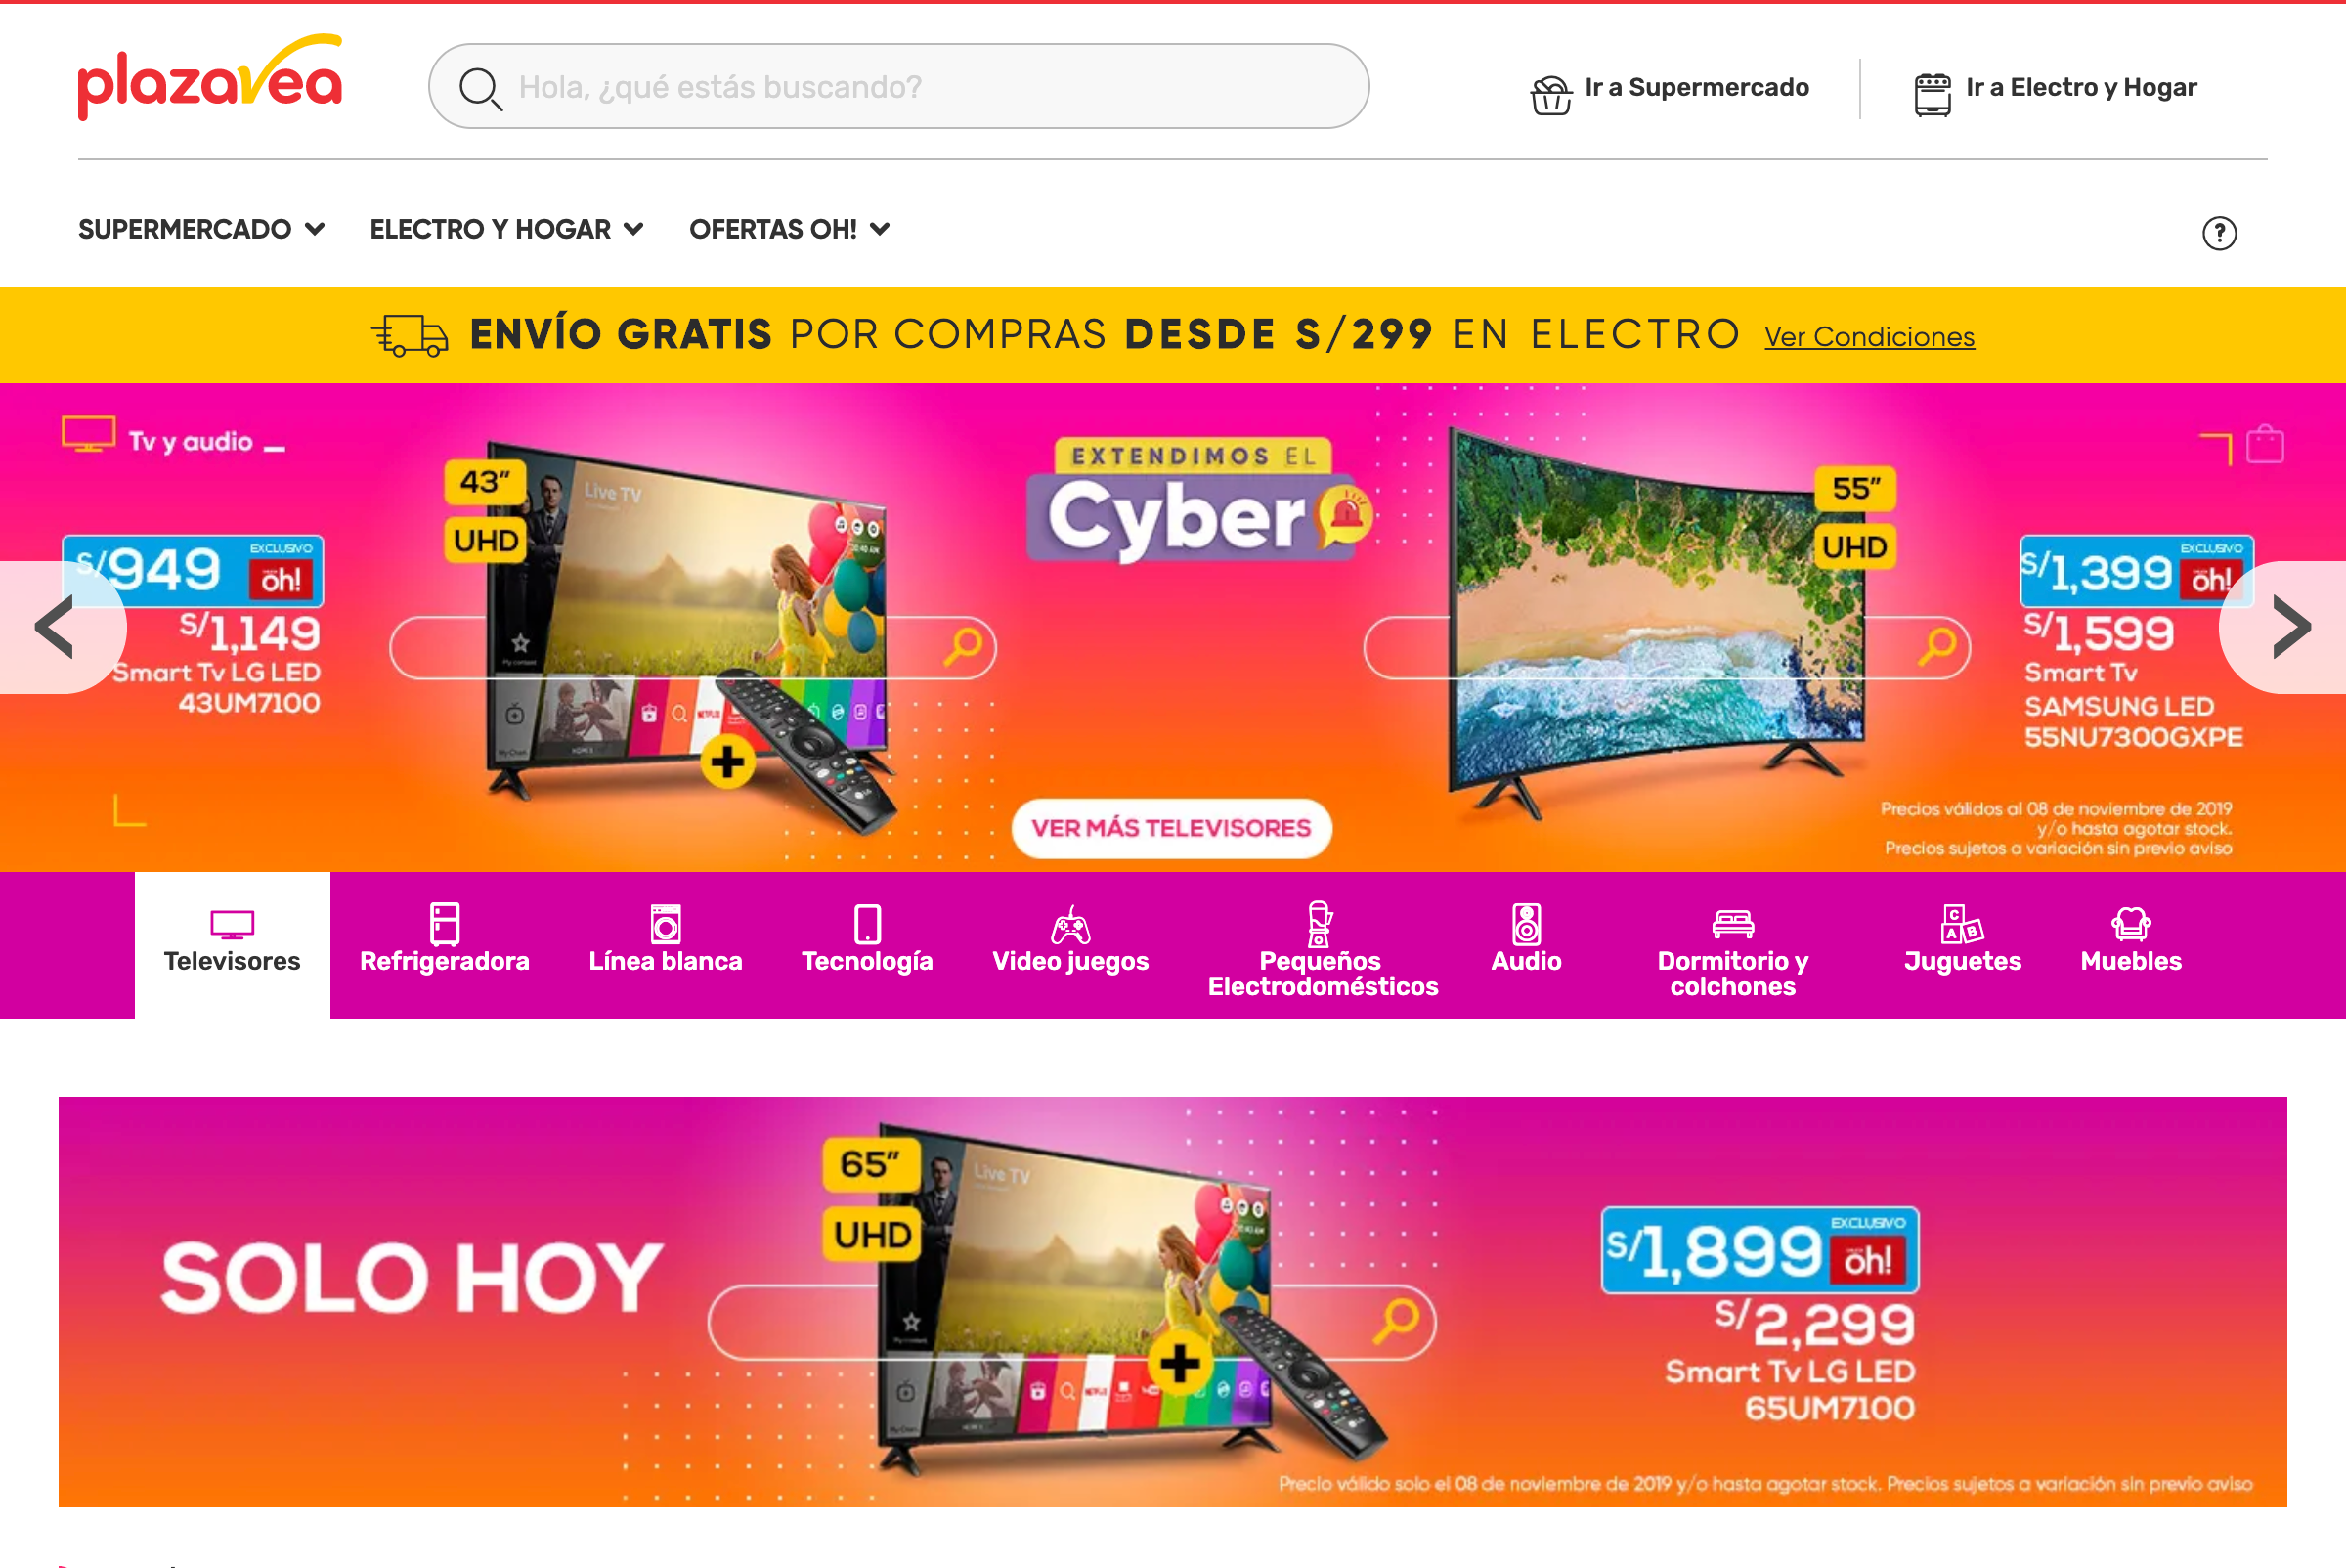 plazavea
Hola, ¿qué estás buscando?
Ir a Supermercado
Ir a Electro y Hogar
SUPERMERCADO
ELECTRO Y HOGAR
OFERTAS OH!
?
ENVÍO GRATIS POR COMPRAS DESDE S/299 EN ELECTRO Ver Condiciones
Tv y audio
S/949
EXCLUSIVO
oh!
S/1,149
Smart Tv LG LED
43UM7100
43”
UHD
Live TV
EXTENDIMOS EL
Cyber
VER MÁS TELEVISORES
55”
UHD
S/1,399
EXCLUSIVO
oh!
S/1,599
Smart Tv
SAMSUNG LED
55NU7300GXPE
Precios válidos al 08 de noviembre de 2019
y/o hasta agotar stock.
Precios sujetos a variación sin previo aviso
Televisores
Refrigeradora
Línea blanca
Tecnología
Video juegos
Pequeños
Electrodomésticos
Audio
Dormitorio y
colchones
Juguetes
Muebles
SOLO HOY
65”
UHD
Live TV
S/1,899
EXCLUSIVO
oh!
S/2,299
Smart Tv LG LED
65UM7100
Precio válido solo el 08 de noviembre de 2019 y/o hasta agotar stock. Precios sujetos a variación sin previo aviso